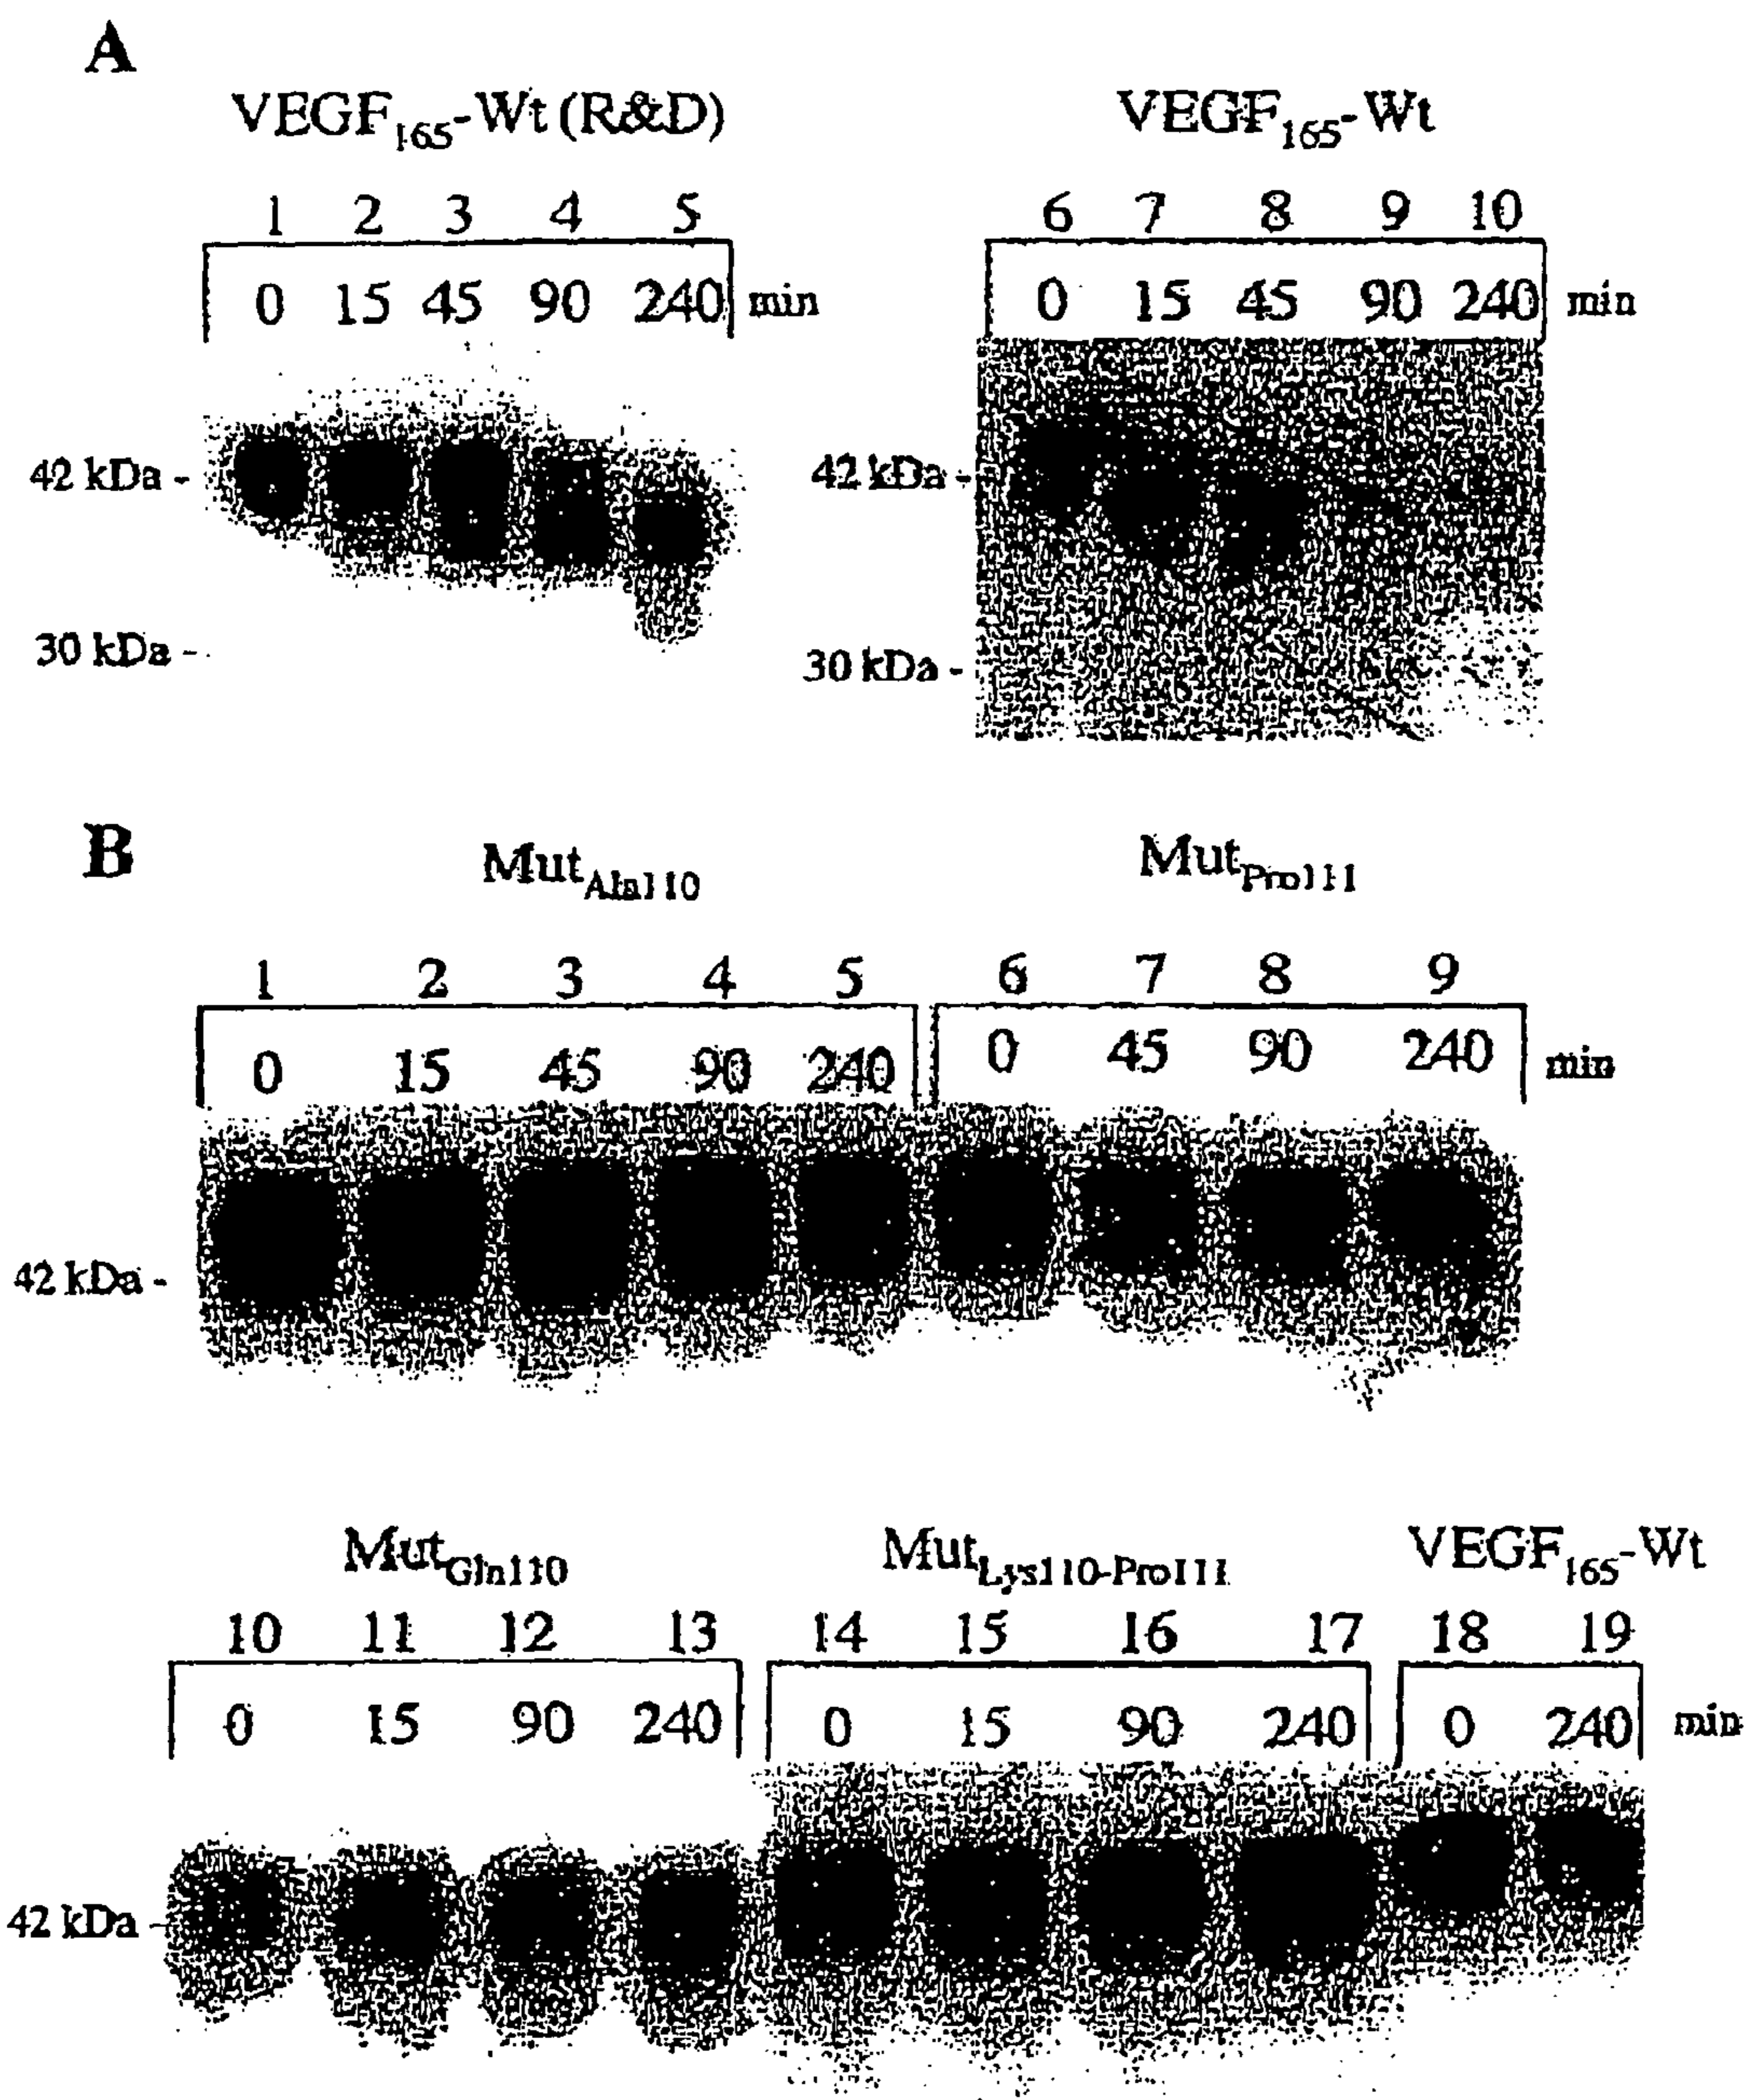 A
VEGF165-Wt (R&D) VEGF165-Wt
1 2 3 4 5 6 7 8 9 10
0 15 45 90 240 min 0 15 45 90 240 min
42 kDa - 42 kDa -
30 kDa - 30 kDa -
B
MutAla110 MutPro111
1 2 3 4 5 6 7 8 9
0 15 45 90 240 0 45 90 240 min
42 kDa -
MutGln110 MutLys110-Pro111 VEGF165-Wt
10 11 12 13 14 15 16 17 18 19
0 15 90 240 0 15 90 240 0 240 min
42 kDa -